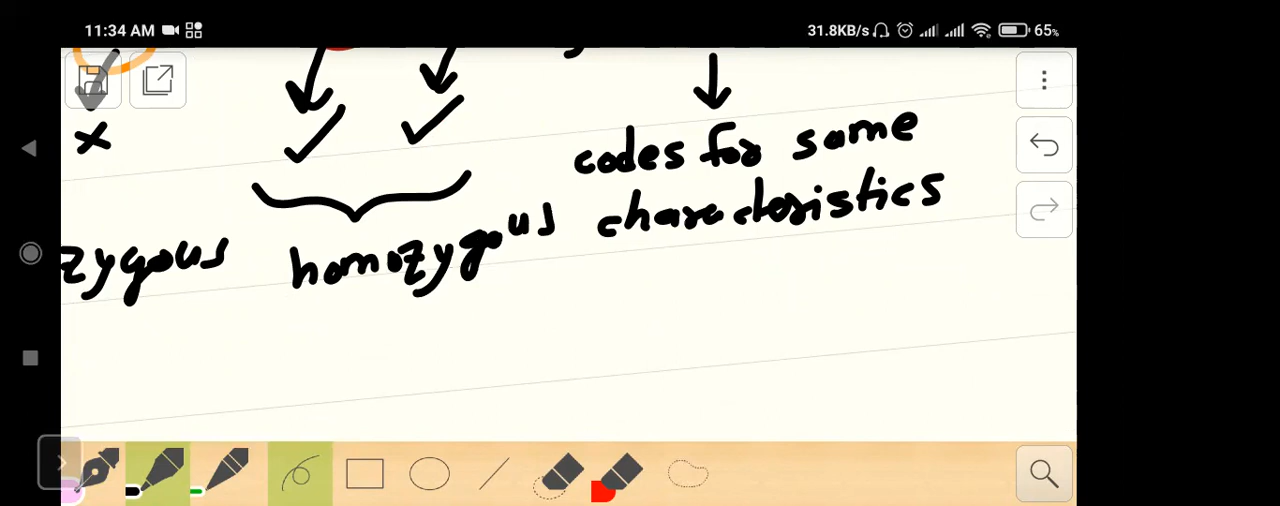 11:34 AM 31.8KB/s 65%
codes for same
zygous homozygous characteristics